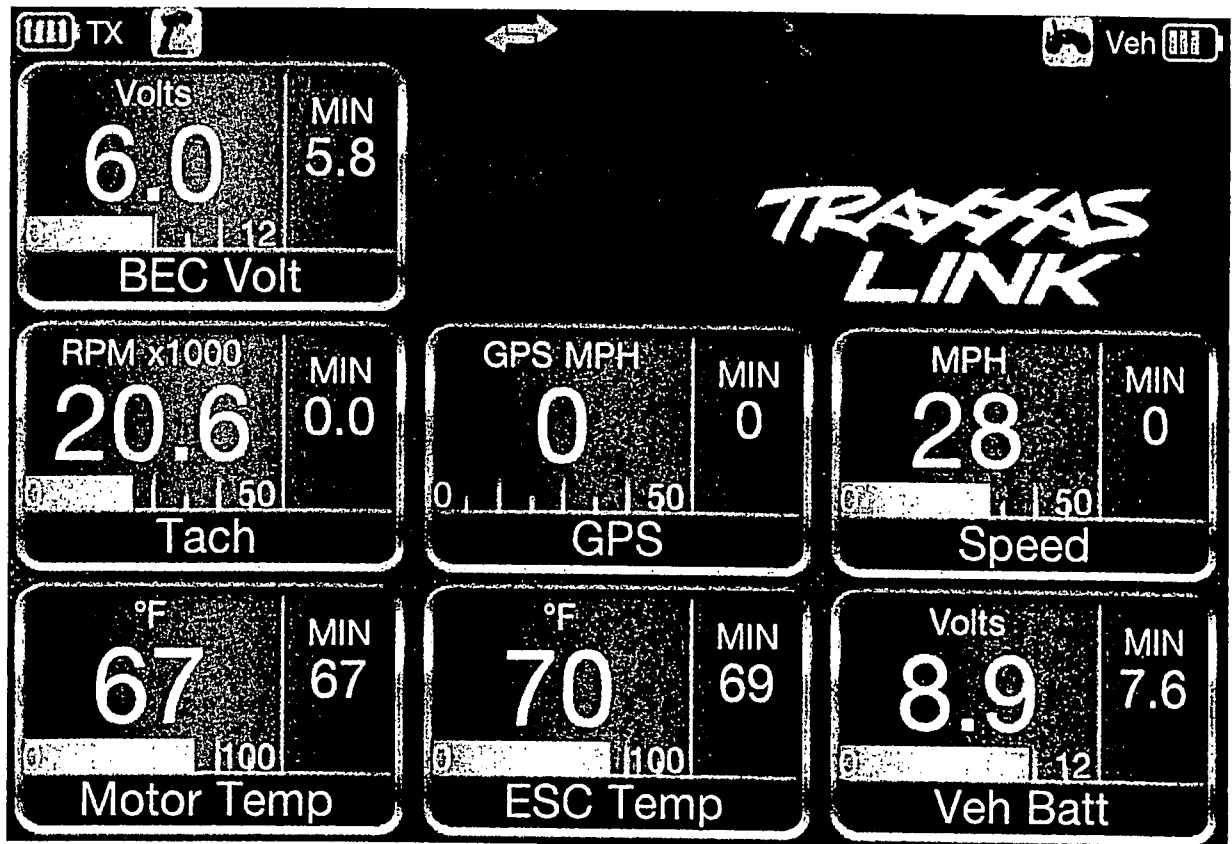 TX
Veh
Volts
6.0
MIN
5.8
0 12
BEC Volt
TRAXXAS
LINK
RPM x1000
20.6
MIN
0.0
0 50
Tach
GPS MPH
0
MIN
0
0 50
GPS
MPH
28
MIN
0
0 50
Speed
°F
67
MIN
67
0 100
Motor Temp
°F
70
MIN
69
0 100
ESC Temp
Volts
8.9
MIN
7.6
0 12
Veh Batt